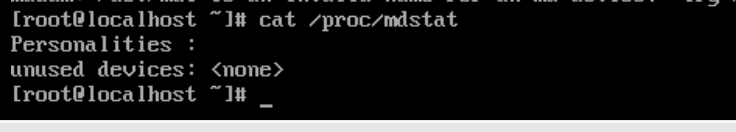 [root@localhost ~]# cat /proc/mdstat
Personalities :
unused devices: <none>
[root@localhost ~]# _